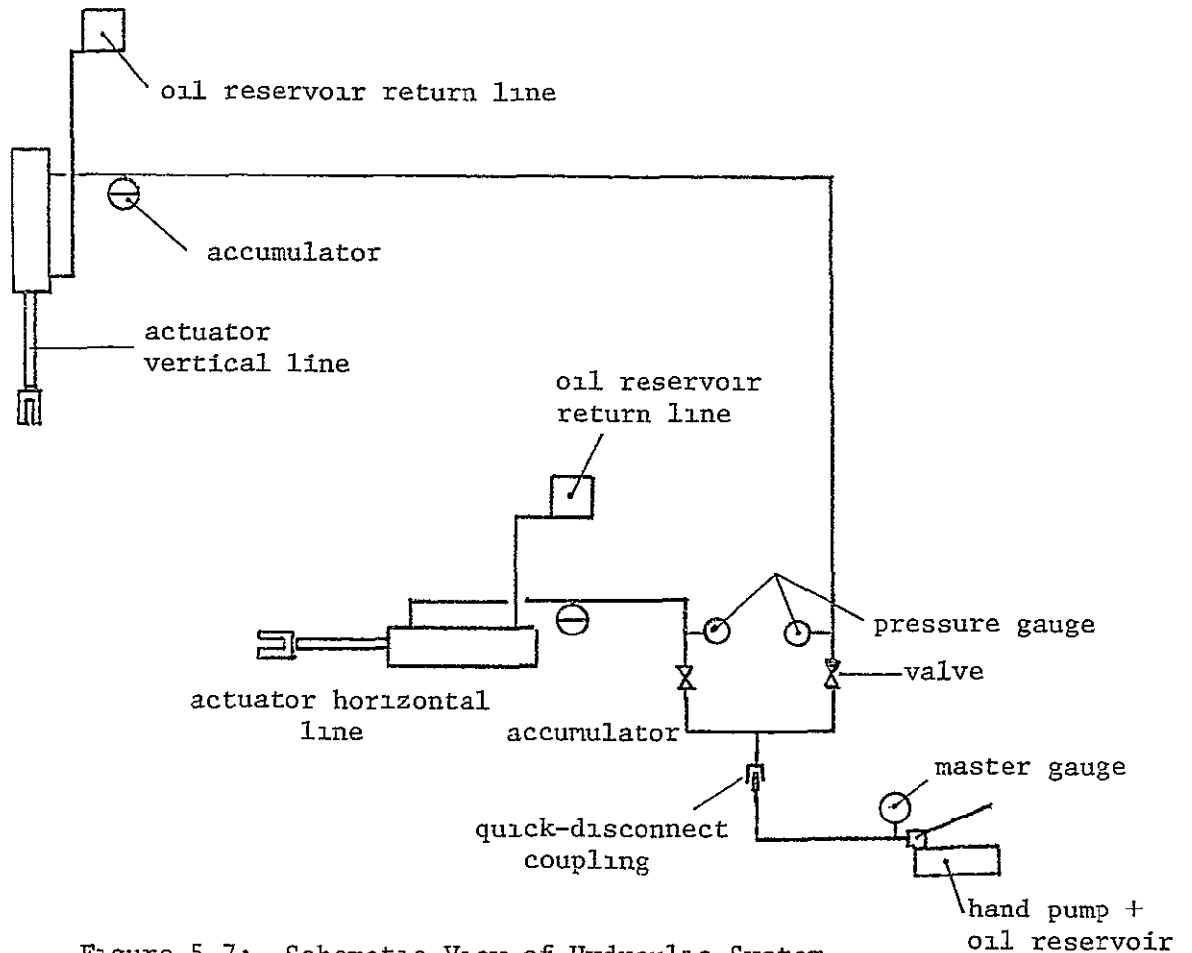 oil reservoir return line
accumulator
actuator
vertical line
oil reservoir
return line
pressure gauge
valve
actuator horizontal
line
accumulator
master gauge
quick-disconnect
coupling
hand pump +
oil reservoir
Figure 5.7: Schematic View of Hydraulic System